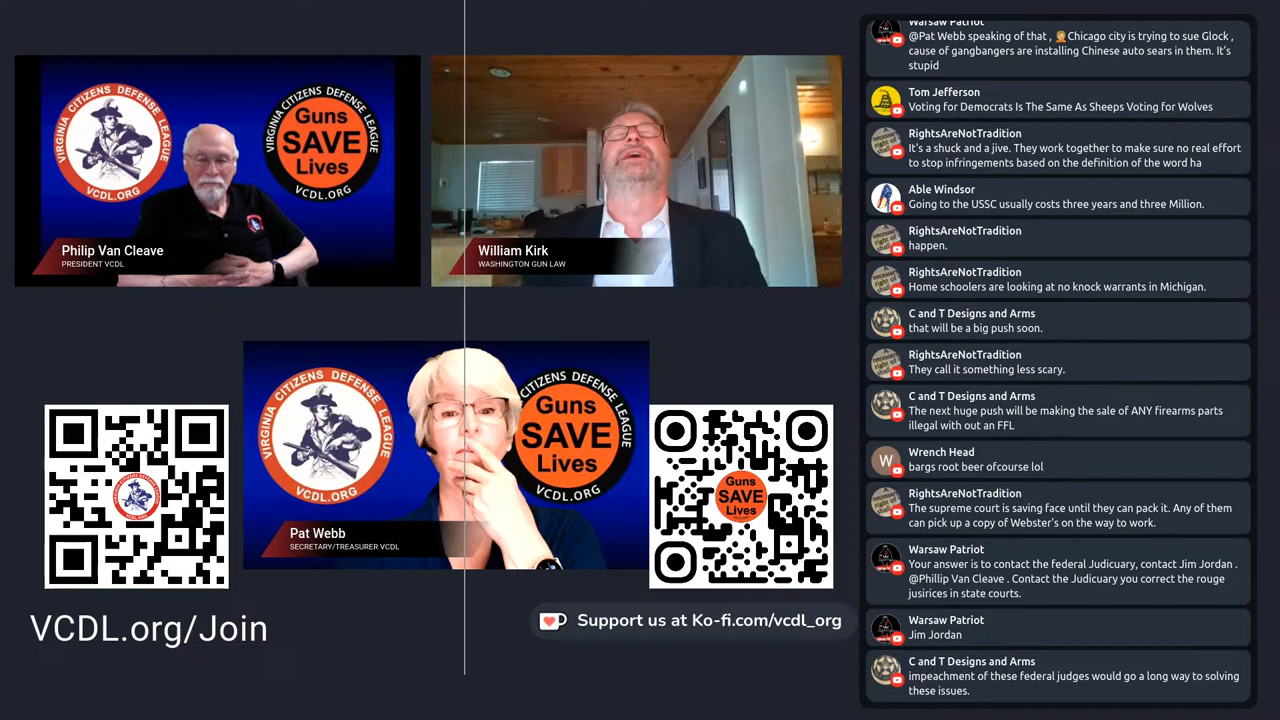 VIRGINIA CITIZENS DEFENSE LEAGUE
VCDL.ORG
VIRGINIA CITIZENS DEFENSE LEAGUE
Guns
SAVE
Lives
VCDL.ORG
Philip Van Cleave
PRESIDENT VCDL
William Kirk
WASHINGTON GUN LAW
VIRGINIA CITIZENS DEFENSE LEAGUE
VCDL.ORG
CITIZENS DEFENSE LEAGUE
Guns
SAVE
Lives
VCDL.ORG
Pat Webb
SECRETARY/TREASURER VCDL
Guns
SAVE
Lives
VCDL.org/Join
Support us at Ko-fi.com/vcdl_org
Warsaw Patriot
@Pat Webb speaking of that , 🤦Chicago city is trying to sue Glock ,
cause of gangbangers are installing Chinese auto sears in them. It's
stupid
Tom Jefferson
Voting for Democrats Is The Same As Sheeps Voting for Wolves
RightsAreNotTradition
It's a shuck and a jive. They work together to make sure no real effort
to stop infringements based on the definition of the word ha
Able Windsor
Going to the USSC usually costs three years and three Million.
RightsAreNotTradition
happen.
RightsAreNotTradition
Home schoolers are looking at no knock warrants in Michigan.
C and T Designs and Arms
that will be a big push soon.
RightsAreNotTradition
They call it something less scary.
C and T Designs and Arms
The next huge push will be making the sale of ANY firearms parts
illegal with out an FFL
W
Wrench Head
bargs root beer ofcourse lol
RightsAreNotTradition
The supreme court is saving face until they can pack it. Any of them
can pick up a copy of Webster's on the way to work.
Warsaw Patriot
Your answer is to contact the federal Judicuary, contact Jim Jordan .
@Phillip Van Cleave . Contact the Judicuary you correct the rouge
jusirices in state courts.
Warsaw Patriot
Jim Jordan
C and T Designs and Arms
impeachment of these federal judges would go a long way to solving
these issues.